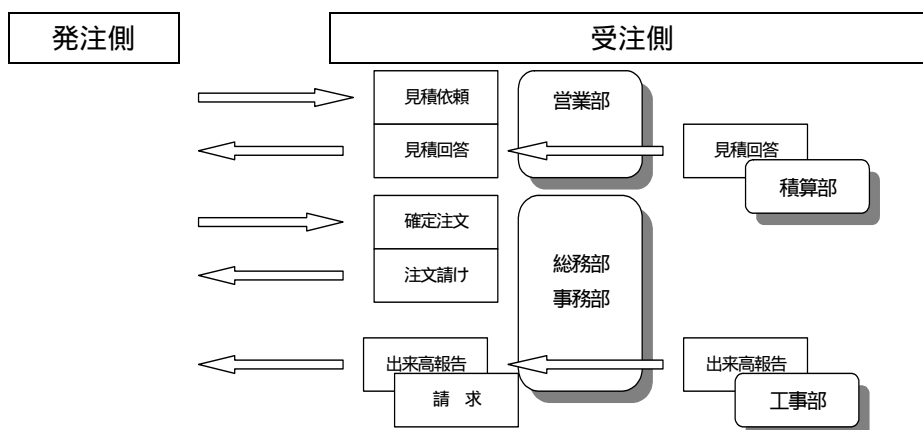 発注側
受注側
見積依頼
営業部
見積回答
見積回答
積算部
確定注文
注文請け
総務部
事務部
出来高報告
出来高報告
請 求
工事部